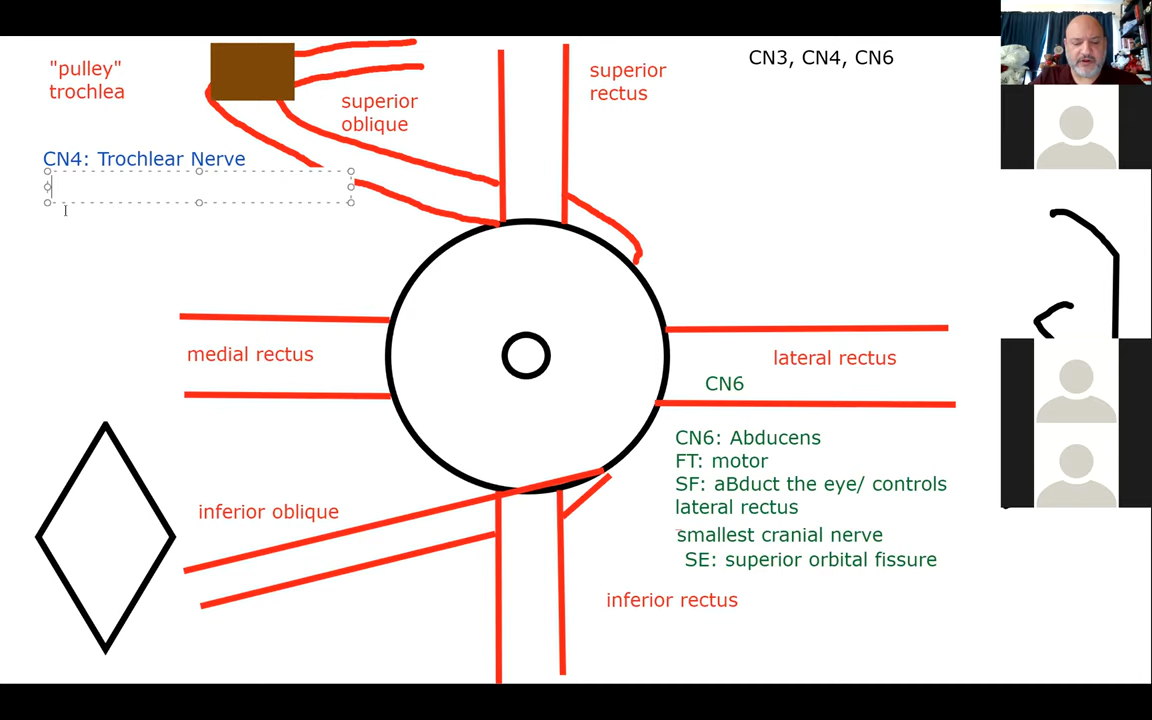 "pulley"
trochlea
superior
oblique
superior
rectus
CN3, CN4, CN6
CN4: Trochlear Nerve
medial rectus
lateral rectus
CN6
CN6: Abducens
FT: motor
SF: aBduct the eye/ controls
lateral rectus
smallest cranial nerve
SE: superior orbital fissure
inferior oblique
inferior rectus